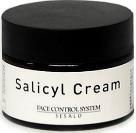 Salicyl Cream
FACE CONTROL SYSTEM
SESALO